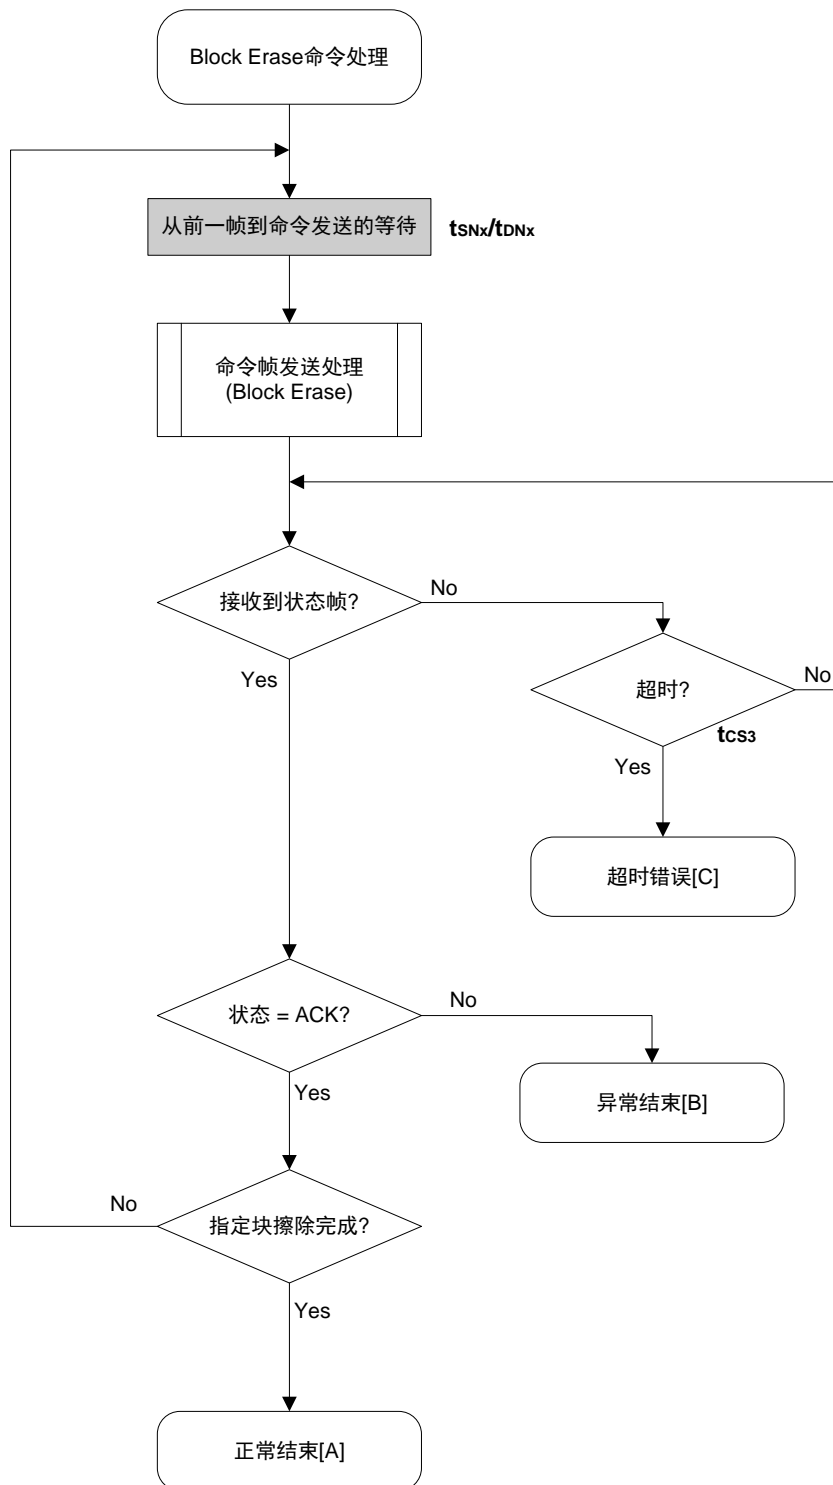 Block Erase命令处理
从前一帧到命令发送的等待
tSNx/tDNx
命令帧发送处理
(Block Erase)
接收到状态帧?
No
Yes
超时?
No
tCS3
Yes
超时错误[C]
状态 = ACK?
No
Yes
异常结束[B]
No
指定块擦除完成?
Yes
正常结束[A]